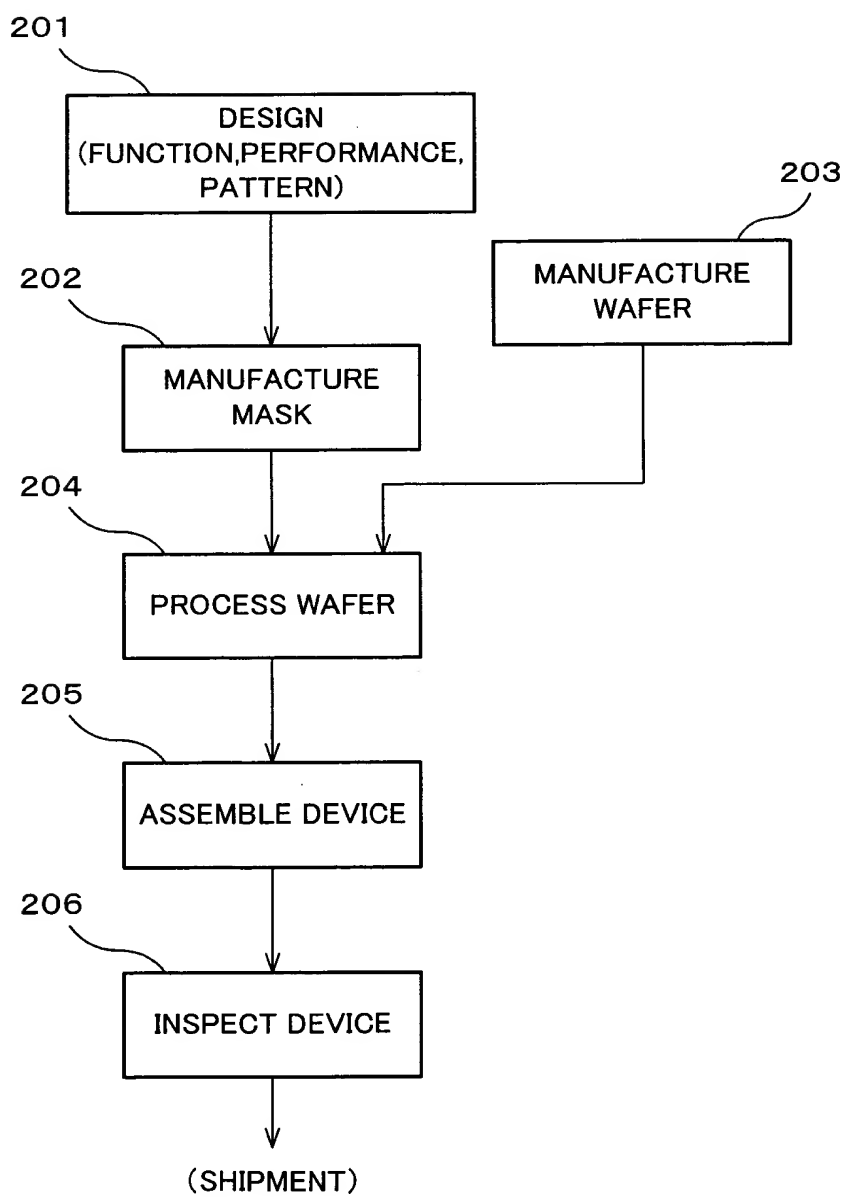 201
DESIGN
(FUNCTION,PERFORMANCE,
PATTERN)
203
MANUFACTURE
WAFER
202
MANUFACTURE
MASK
204
PROCESS WAFER
205
ASSEMBLE DEVICE
206
INSPECT DEVICE
(SHIPMENT)